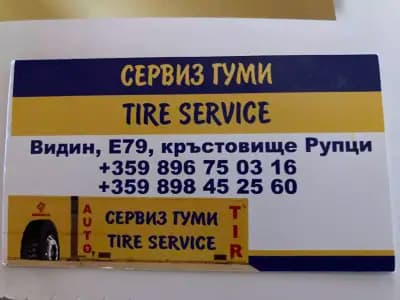 СЕРВИЗ ГУМИ
TIRE SERVICE
Видин, Е79, кръстовище Рупци
+359 896 75 03 16
+359 898 45 25 60
AUTO,
СЕРВИЗ ГУМИ
TIRE SERVICE
TIR